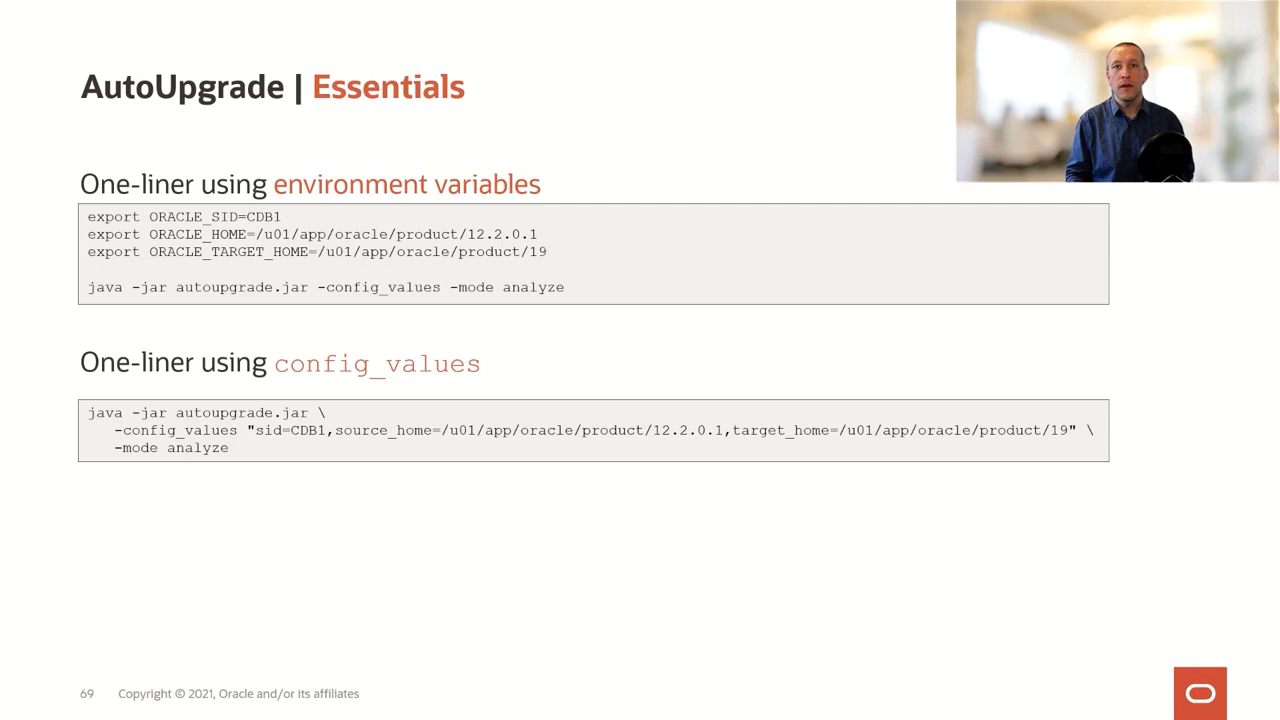 AutoUpgrade | Essentials
One-liner using environment variables
export ORACLE_SID=CDB1
export ORACLE_HOME=/u01/app/oracle/product/12.2.0.1
export ORACLE_TARGET_HOME=/u01/app/oracle/product/19
java -jar autoupgrade.jar -config_values -mode analyze
One-liner using config_values
java -jar autoupgrade.jar \
-config_values "sid=CDB1,source_home=/u01/app/oracle/product/12.2.0.1,target_home=/u01/app/oracle/product/19" \
-mode analyze
69 Copyright © 2021, Oracle and/or its affiliates